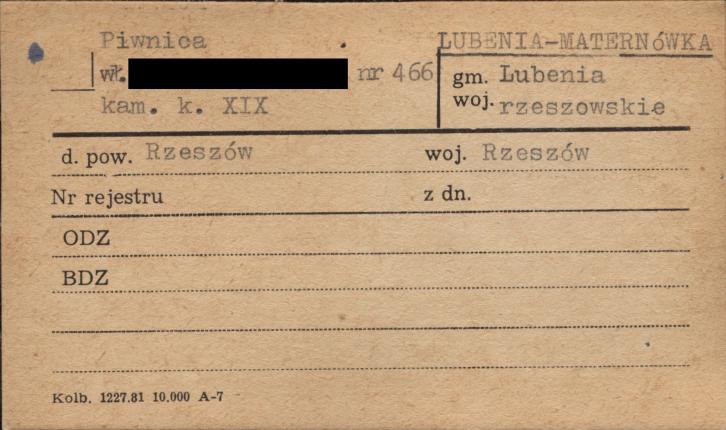 Piwnica
LUBENIA-MATERNÓWKA
wł. nr 466
gm. Lubenia
kam. k. XIX
woj. rzeszowskie
d. pow. Rzeszów woj. Rzeszów
Nr rejestru z dn.
ODZ
BDZ
Kolb. 1227.81 10.000 A-7